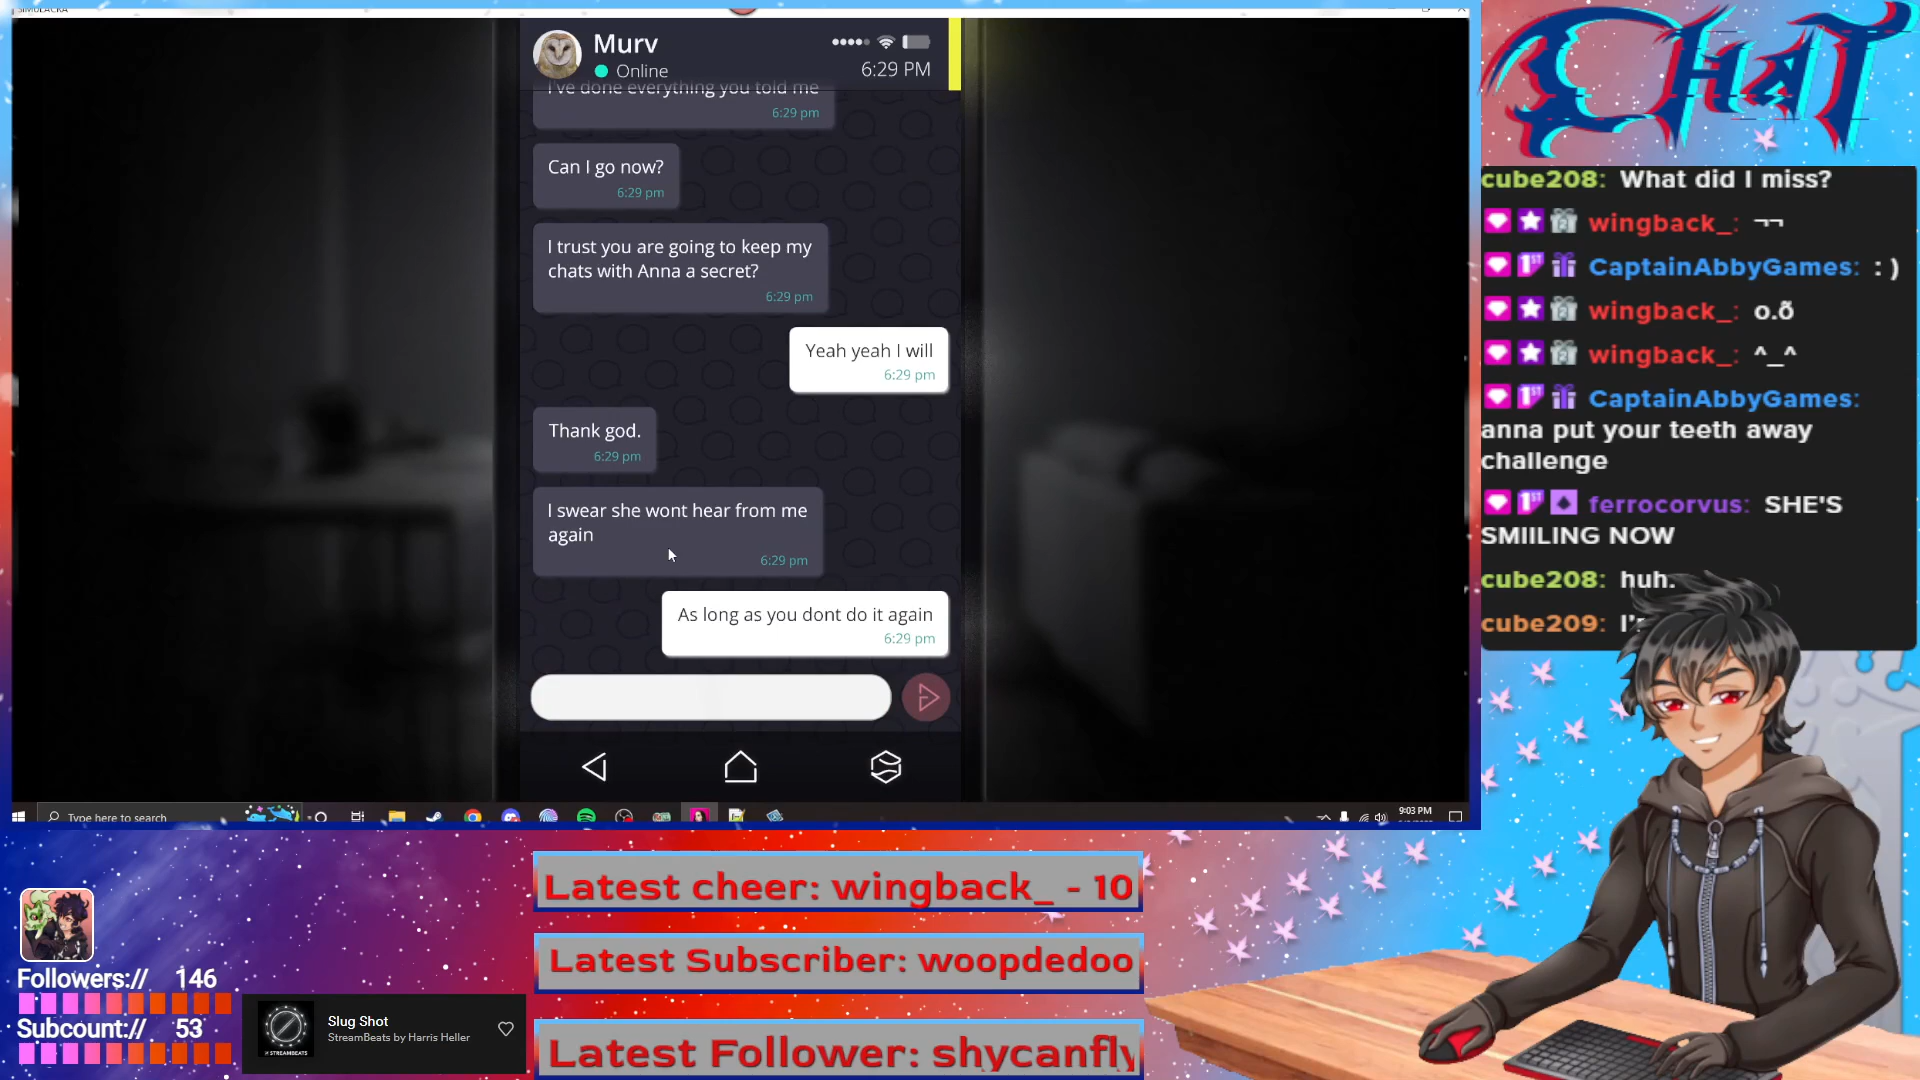 SIMULACRA
Murv
Online
6:29 PM
I've done everything you told me
6:29 pm
Can I go now?
6:29 pm
I trust you are going to keep my
chats with Anna a secret?
6:29 pm
Yeah yeah I will
6:29 pm
Thank god.
6:29 pm
I swear she wont hear from me
again
6:29 pm
As long as you dont do it again
6:29 pm
Type here to search
9:03 PM
CHAT
cube208: What did I miss?
wingback_: ¬¬
CaptainAbbyGames: : )
wingback_: o.õ
wingback_: ^_^
CaptainAbbyGames:
anna put your teeth away
challenge
ferrocorvus: SHE'S
SMIILING NOW
cube208: huh.
cube209:
Followers:// 146
Subcount:// 53
Slug Shot
StreamBeats by Harris Heller
STREAMBEATS
Latest cheer: wingback_ - 10
Latest Subscriber: woopdedoo
Latest Follower: shycanfly